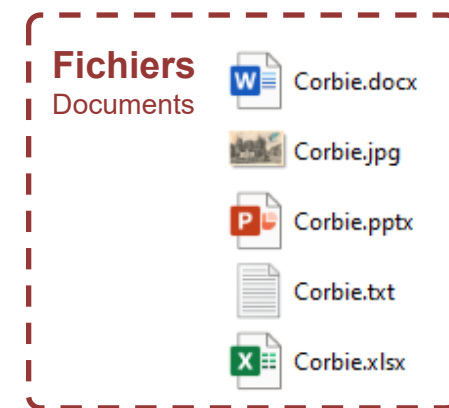 Fichiers
Documents
W Corbie.docx
Corbie.jpg
P Corbie.pptx
Corbie.txt
X Corbie.xlsx